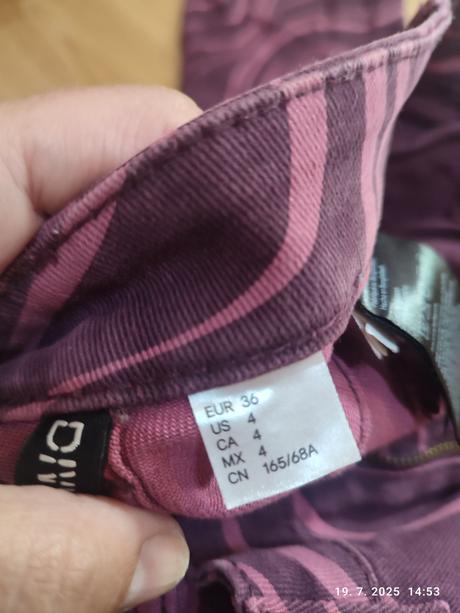 EUR 36
US 4
CA 4
MX 4
CN 165/68A
19. 7. 2025 14:53